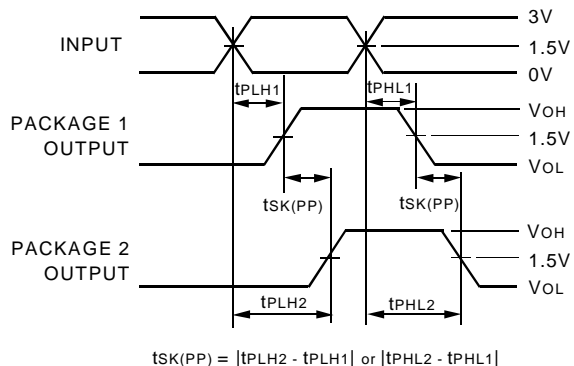 3V
INPUT
1.5V
0V
tPLH1
tPHL1
PACKAGE 1
OUTPUT
VOH
1.5V
VOL
tSK(PP)
tSK(PP)
PACKAGE 2
OUTPUT
VOH
1.5V
VOL
tPLH2
tPHL2
tSK(PP) = |tPLH2 - tPLH1| or |tPHL2 - tPHL1|